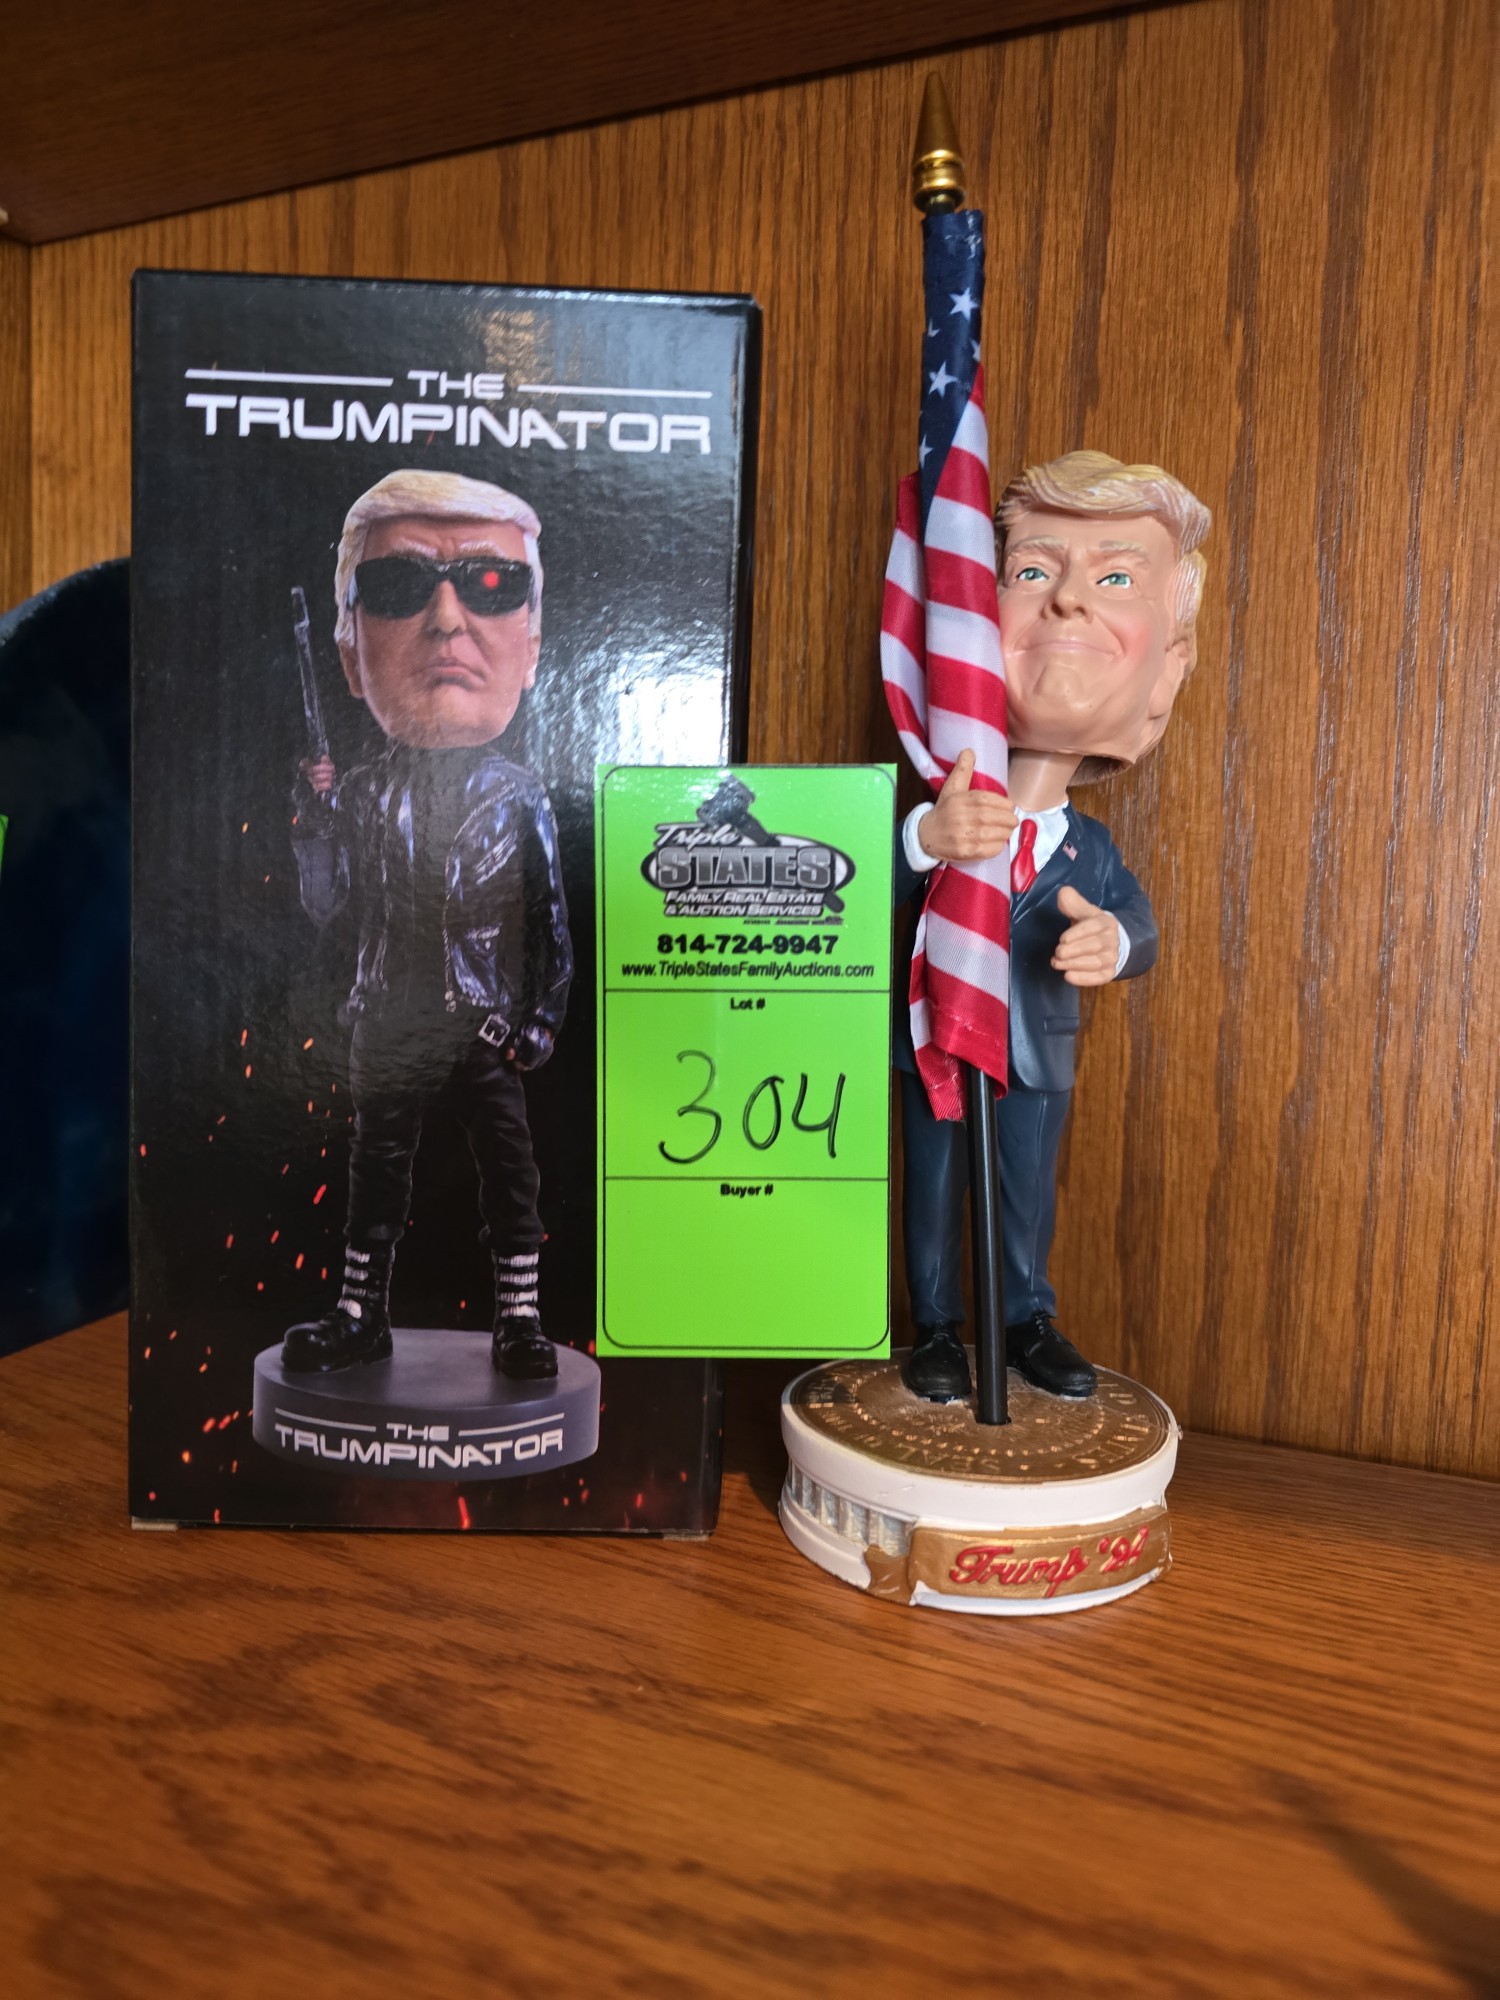 THE
TRUMPINATOR
THE
TRUMPINATOR
Triple
STATES
FAMILY REAL ESTATE
& AUCTION SERVICES
814-724-9947
www.TripleStatesFamilyAuctions.com
Lot #
304
Buyer #
SEAL
Trump '24